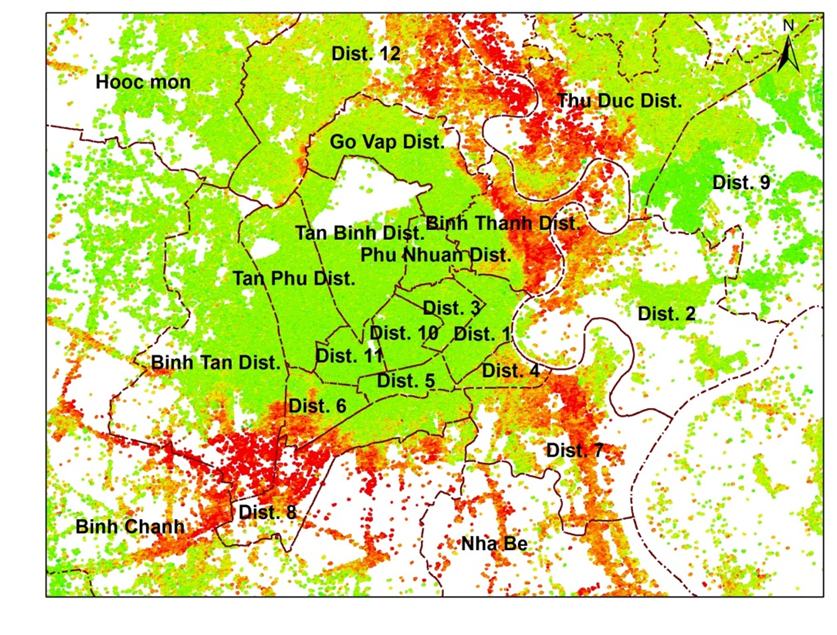 N
Dist. 12
Hooc mon
Thu Duc Dist.
Go Vap Dist.
Dist. 9
Binh Thanh Dist.
Tan Binh Dist.
Phu Nhuan Dist.
Tan Phu Dist.
Dist. 3
Dist. 2
Dist. 10
Dist. 1
Dist. 11
Binh Tan Dist.
Dist. 4
Dist. 5
Dist. 6
Dist. 7
Dist. 8
Binh Chanh
Nha Be